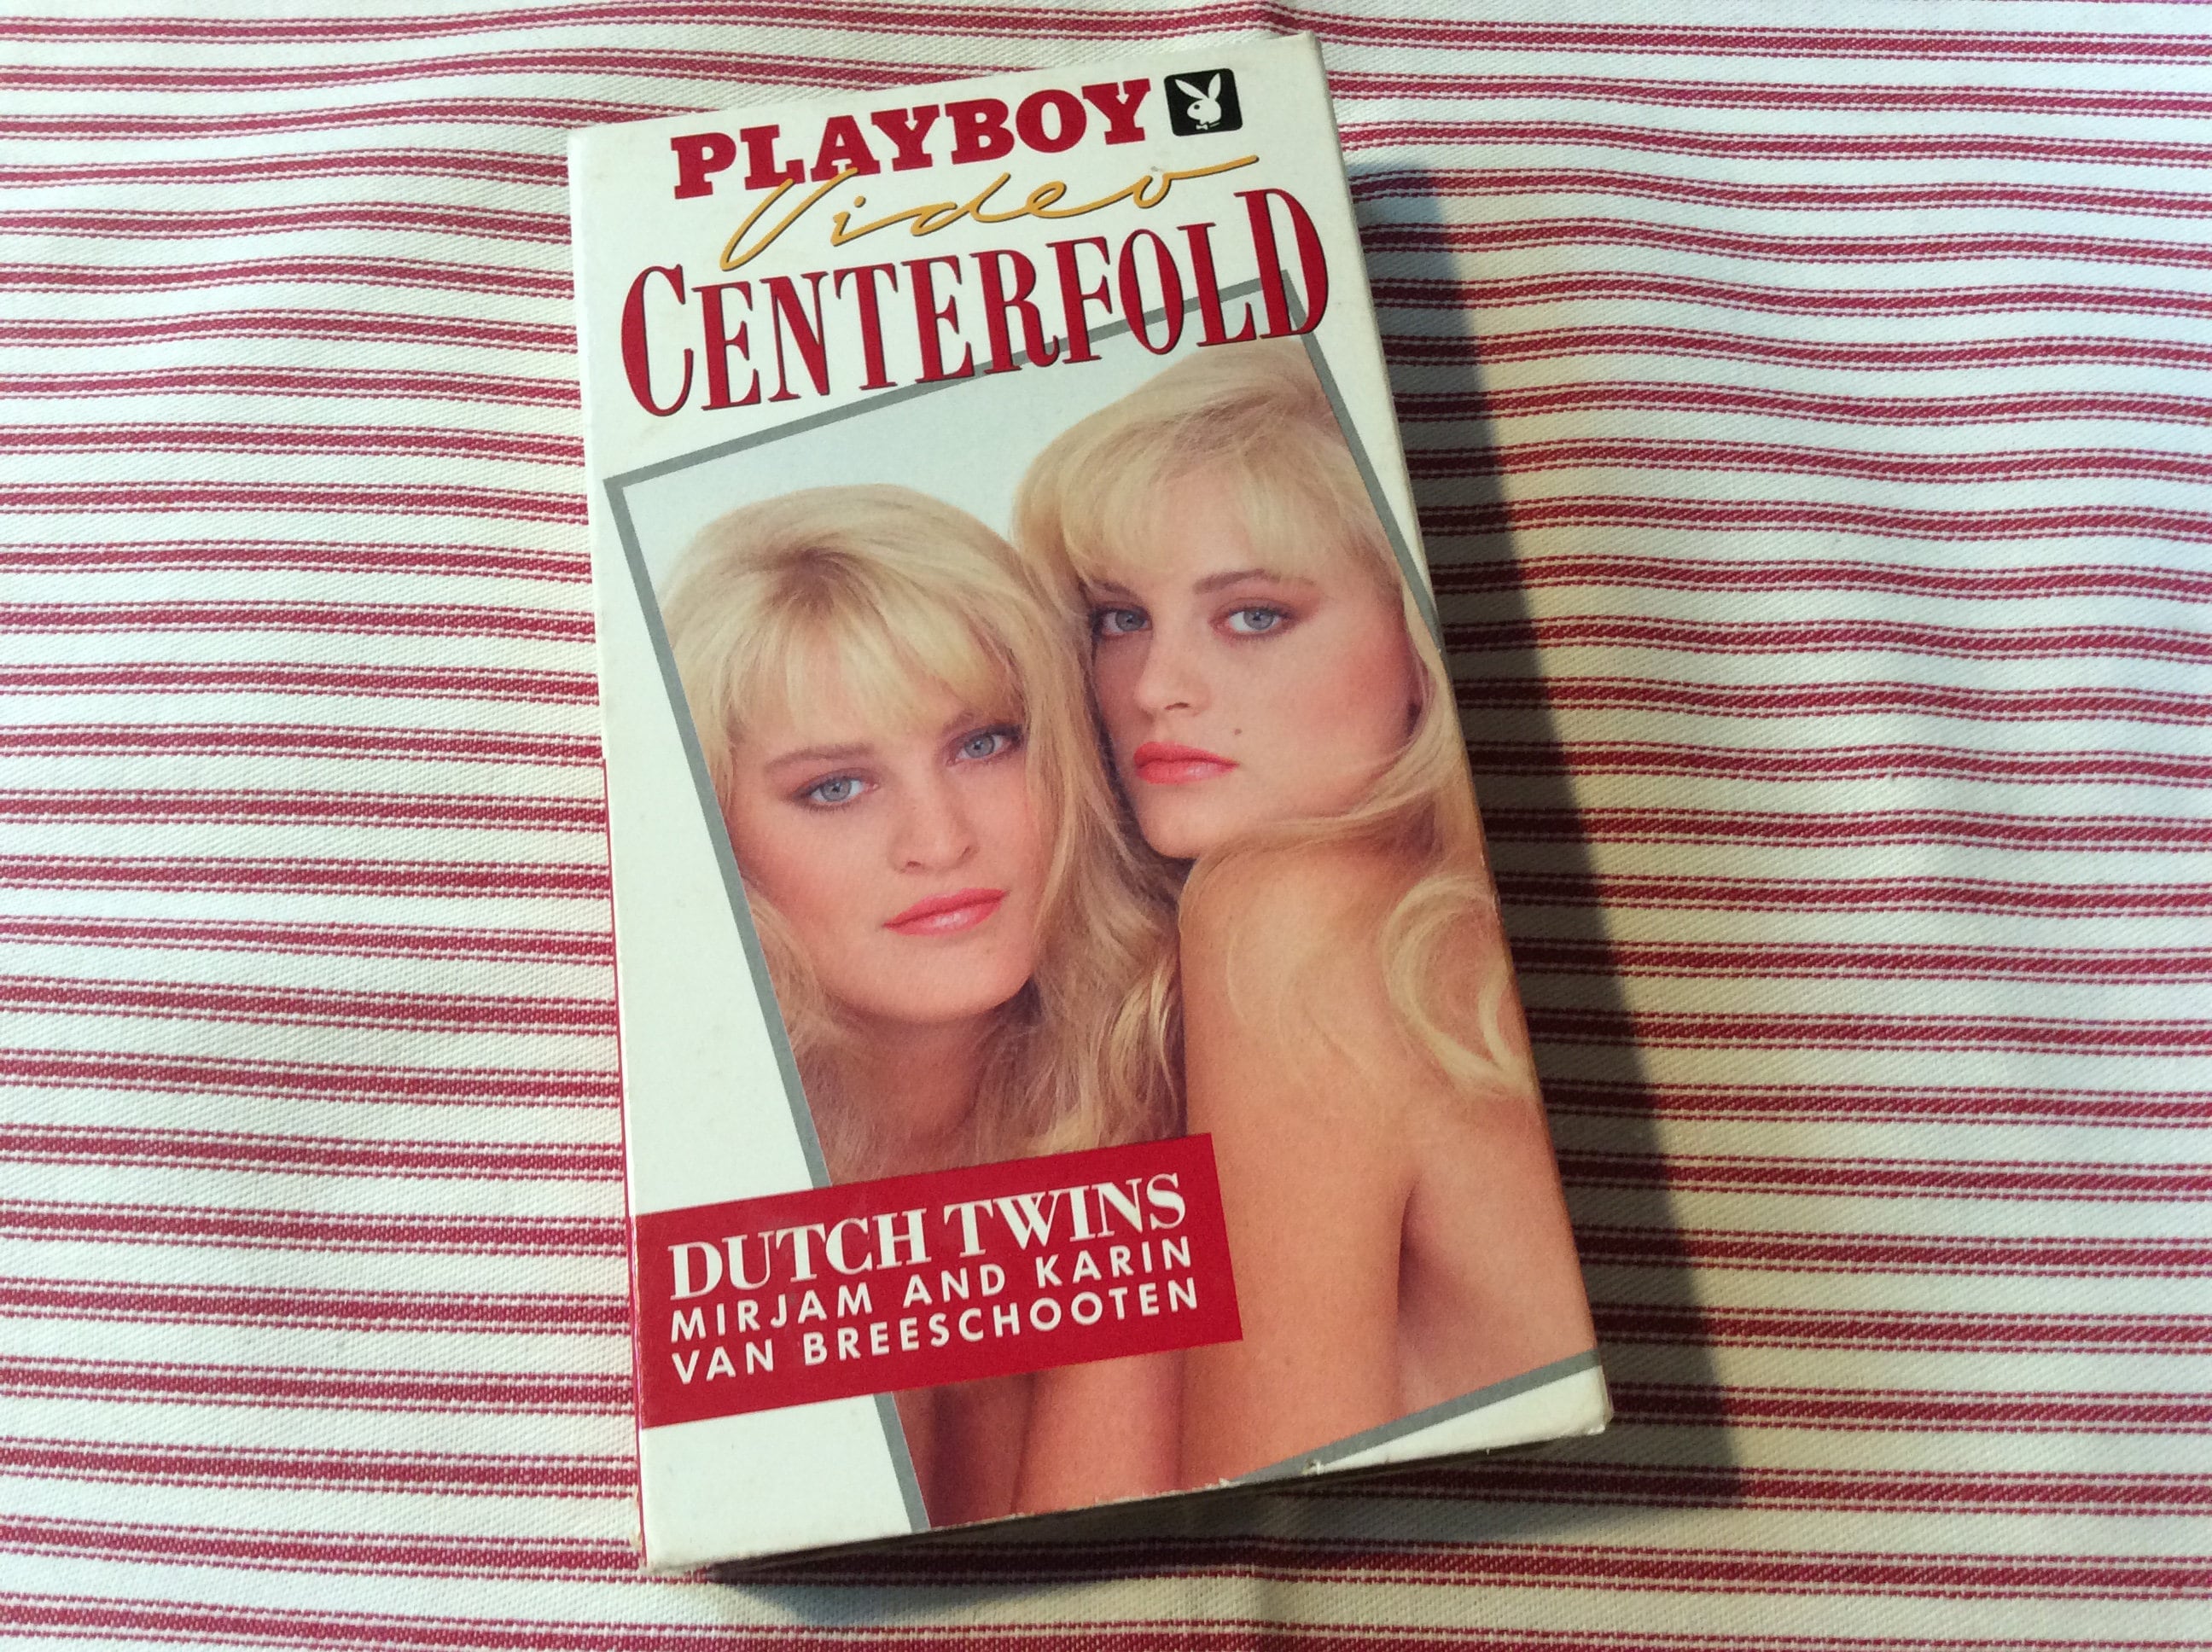 PLAYBOY
Video
CENTERFOLD
DUTCH TWINS
MIRJAM AND KARIN
VAN BREESCHOOTEN